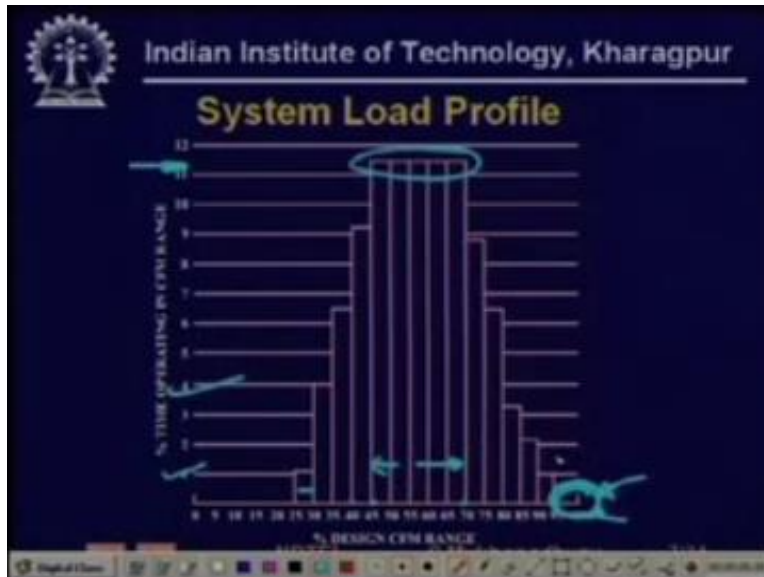 Indian Institute of Technology, Kharagpur
System Load Profile
12
11
10
9
8
7
6
5
4
3
2
% TIME OPERATING IN CFM RANGE
0 5 10 15 20 25 30 35 40 45 50 55 60 65 70 75 80 85 90
% DESIGN CFM RANGE